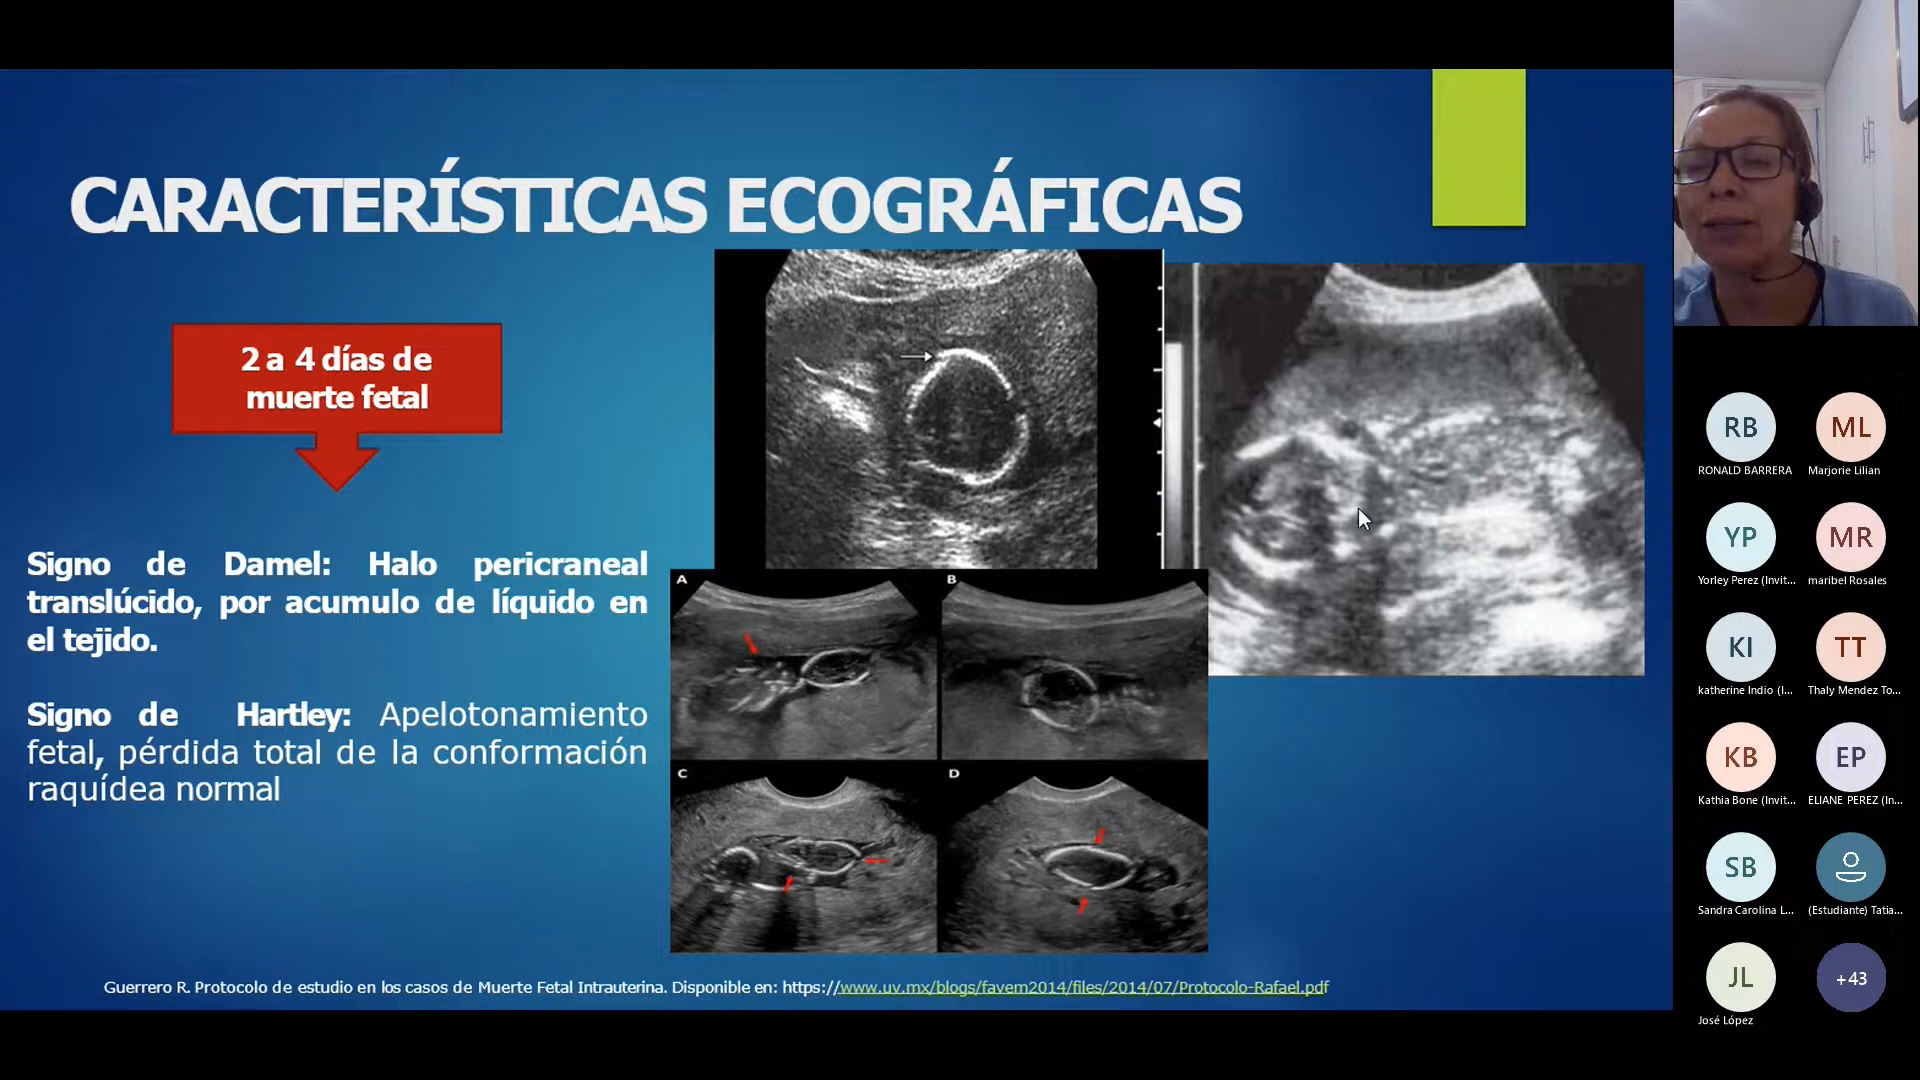 CARACTERÍSTICAS ECOGRÁFICAS
2 a 4 días de
muerte fetal
Signo de Damel: Halo pericraneal
translúcido, por acumulo de líquido en
el tejido.
Signo de Hartley: Apelotonamiento
fetal, pérdida total de la conformación
raquídea normal
A
B
C
D
Guerrero R. Protocolo de estudio en los casos de Muerte Fetal Intrauterina. Disponible en: https://www.uv.mx/blogs/favem2014/files/2014/07/Protocolo-Rafael.pdf
RB
RONALD BARRERA
ML
Marjorie Lilian
YP
Yorley Perez (Invit...
MR
maribel Rosales
KI
katherine Indio (I...
TT
Thaly Mendez To...
KB
Kathia Bone (Invit...
EP
ELIANE PEREZ (In...
SB
Sandra Carolina L...
(Estudiante) Tatia...
JL
José López
+43